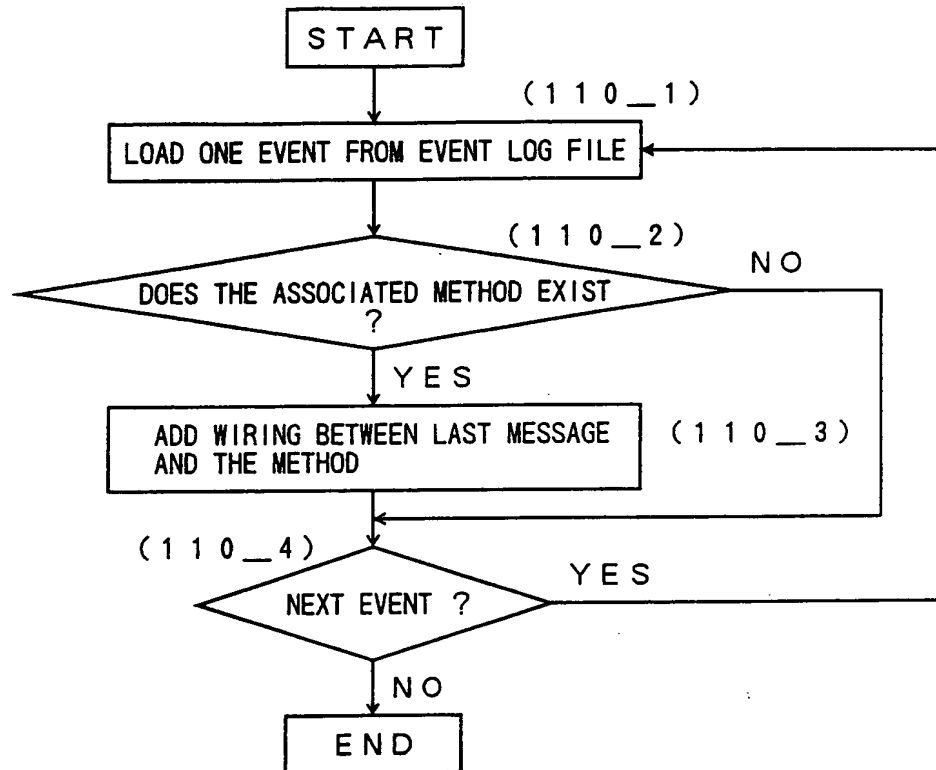 START
(110_1)
LOAD ONE EVENT FROM EVENT LOG FILE
(110_2)
NO
DOES THE ASSOCIATED METHOD EXIST
?
YES
ADD WIRING BETWEEN LAST MESSAGE
AND THE METHOD
(110_3)
(110_4)
YES
NEXT EVENT ?
NO
END